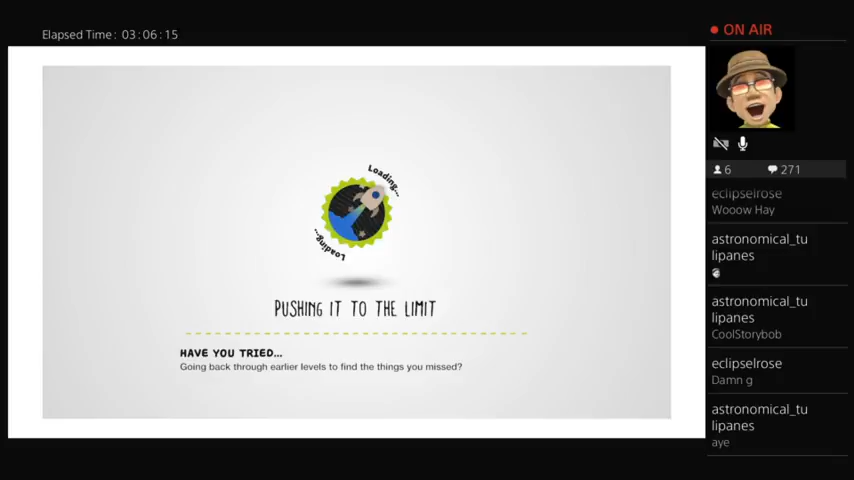 Elapsed Time: 03:06:15
ON AIR
Loading...
Loading...
PUSHING IT TO THE LIMIT
HAVE YOU TRIED...
Going back through earlier levels to find the things you missed?
6 271
eclipselrose
Wooow Hay
astronomical_tu
lipanes
astronomical_tu
lipanes
CoolStorybob
eclipselrose
Damn g
astronomical_tu
lipanes
aye